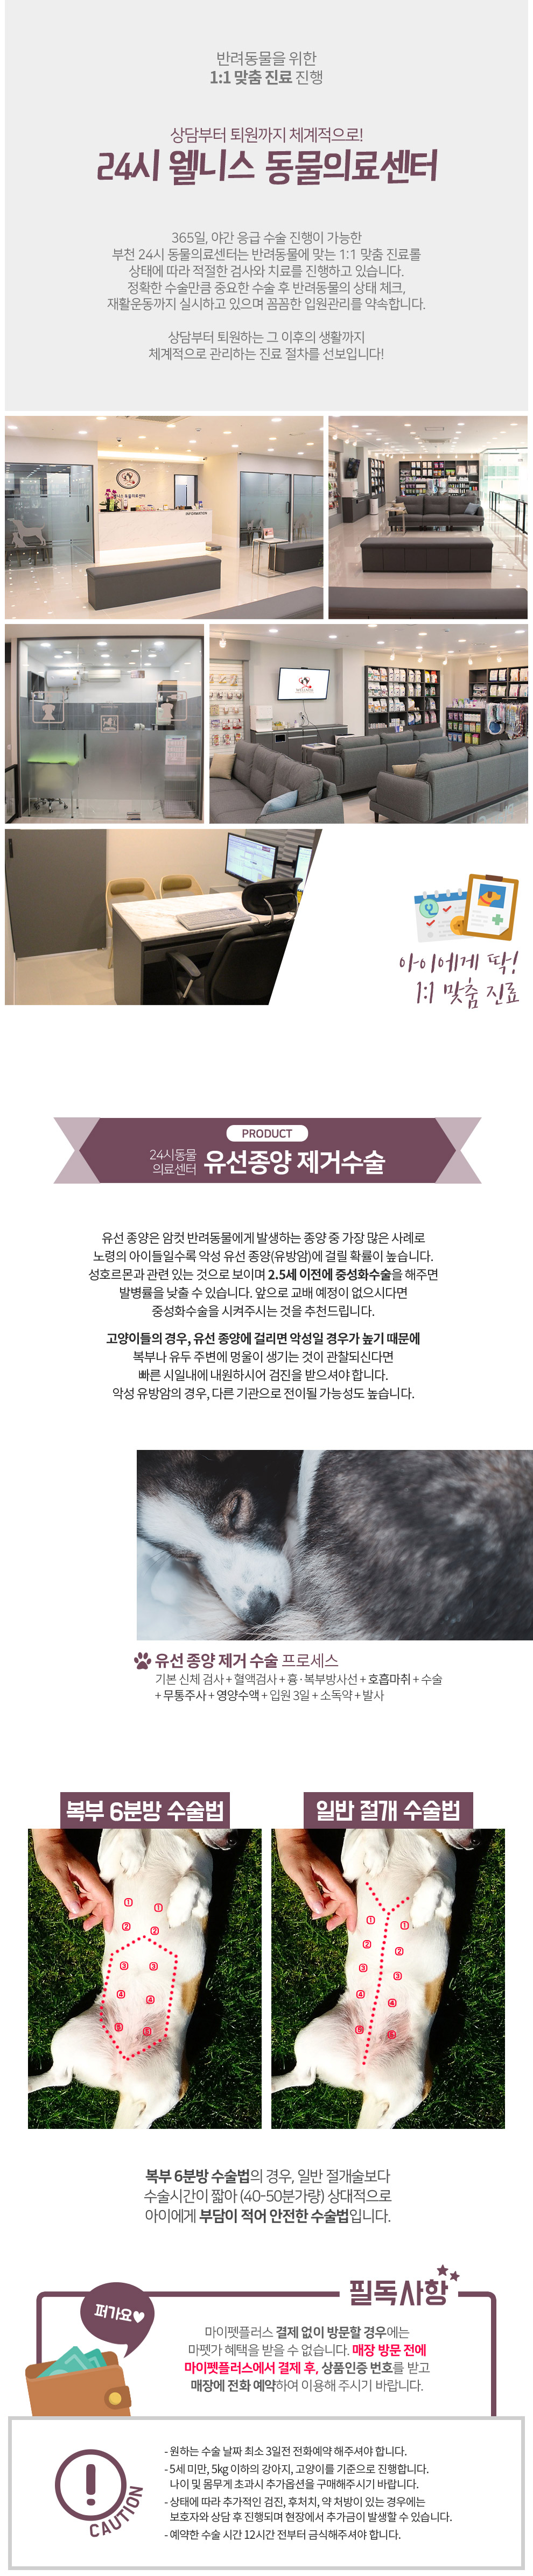 반려동물을 위한
1:1 맞춤 진료 진행
상담부터 퇴원까지 체계적으로!
24시 웰니스 동물의료센터
365일, 야간 응급 수술 진행이 가능한
부천 24시 동물의료센터는 반려동물에 맞는 1:1 맞춤 진료를
상태에 따라 적절한 검사와 치료를 진행하고 있습니다.
정확한 수술만큼 중요한 수술 후 반려동물의 상태 체크,
재활운동까지 실시하고 있으며 꼼꼼한 입원관리를 약속합니다.
상담부터 퇴원하는 그 이후의 생활까지
체계적으로 관리하는 진료 절차를 선보입니다!
INFORMATION
아이에게 딱!
1:1 맞춤 진료
PRODUCT
24시동물
의료센터
유선종양 제거수술
유선 종양은 암컷 반려동물에게 발생하는 종양 중 가장 많은 사례로
노령의 아이들일수록 악성 유선 종양(유방암)에 걸릴 확률이 높습니다.
성호르몬과 관련 있는 것으로 보이며 2.5세 이전에 중성화수술을 해주면
발병률을 낮출 수 있습니다. 앞으로 교배 예정이 없으시다면
중성화수술을 시켜주시는 것을 추천드립니다.
고양이들의 경우, 유선 종양에 걸리면 악성일 경우가 높기 때문에
복부나 유두 주변에 멍울이 생기는 것이 관찰되신다면
빠른 시일내에 내원하시어 검진을 받으셔야 합니다.
악성 유방암의 경우, 다른 기관으로 전이될 가능성도 높습니다.
유선 종양 제거 수술 프로세스
기본 신체 검사 + 혈액검사 + 흉·복부방사선 + 호흡마취 + 수술
+ 무통주사 + 영양수액 + 입원 3일 + 소독약 + 발사
복부 6분방 수술법
일반 절개 수술법
1 1
2 2
3 3
4 4
5 5
1 1
2 2
3 3
4 4
5 5
복부 6분방 수술법의 경우, 일반 절개술보다
수술시간이 짧아 (40-50분가량) 상대적으로
아이에게 부담이 적어 안전한 수술법입니다.
필독사항
퍼가요♥
마이펫플러스 결제 없이 방문할 경우에는
마펫가 혜택을 받을 수 없습니다. 매장 방문 전에
마이펫플러스에서 결제 후, 상품인증 번호를 받고
매장에 전화 예약하여 이용해 주시기 바랍니다.
CAUTION
- 원하는 수술 날짜 최소 3일전 전화예약 해주셔야 합니다.
- 5세 미만, 5kg 이하의 강아지, 고양이를 기준으로 진행합니다.
나이 및 몸무게 초과시 추가옵션을 구매해주시기 바랍니다.
- 상태에 따라 추가적인 검진, 후처치, 약 처방이 있는 경우에는
보호자와 상담 후 진행되며 현장에서 추가금이 발생할 수 있습니다.
- 예약한 수술 시간 12시간 전부터 금식해주셔야 합니다.